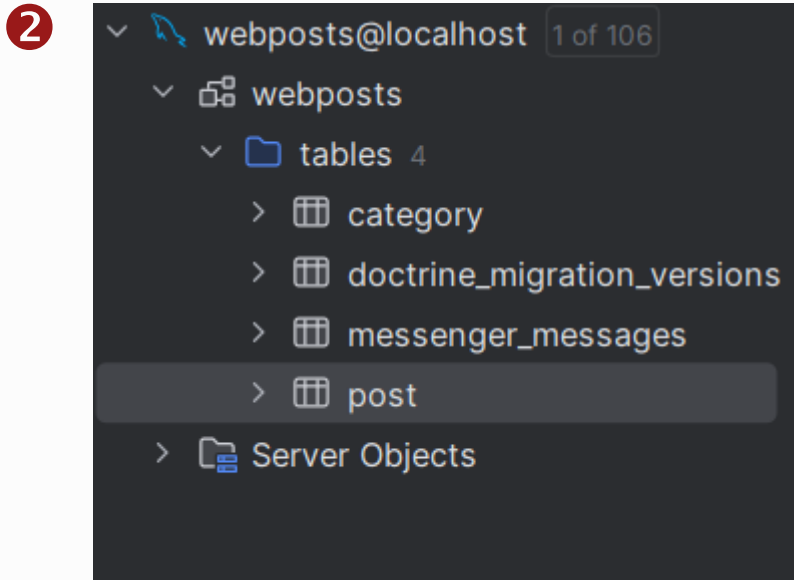 2
webposts@localhost 1 of 106
webposts
tables 4
category
doctrine_migration_versions
messenger_messages
post
Server Objects